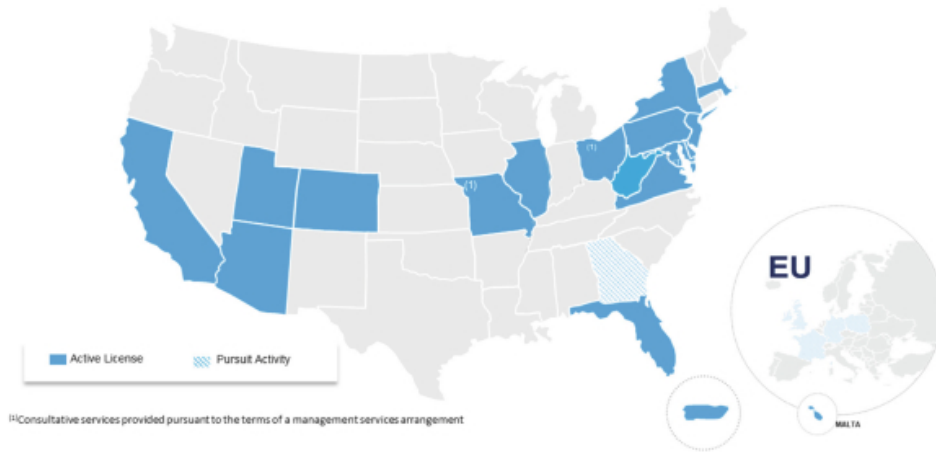 (1)
(1)
EU
Active License
Pursuit Activity
(1)Consultative services provided pursuant to the terms of a management services arrangement
MALTA